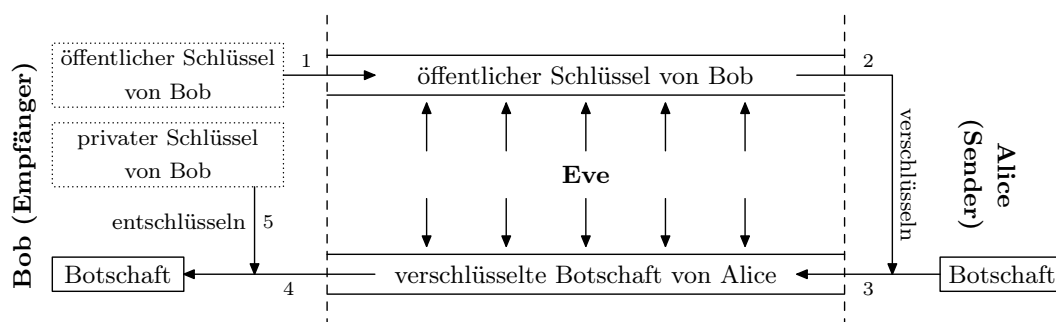 Bob (Empfänger)
öffentlicher Schlüssel
von Bob
1
öffentlicher Schlüssel von Bob
2
privater Schlüssel
von Bob
Eve
verschlüsseln
Alice
(Sender)
entschlüsseln
5
Botschaft
4
verschlüsselte Botschaft von Alice
3
Botschaft